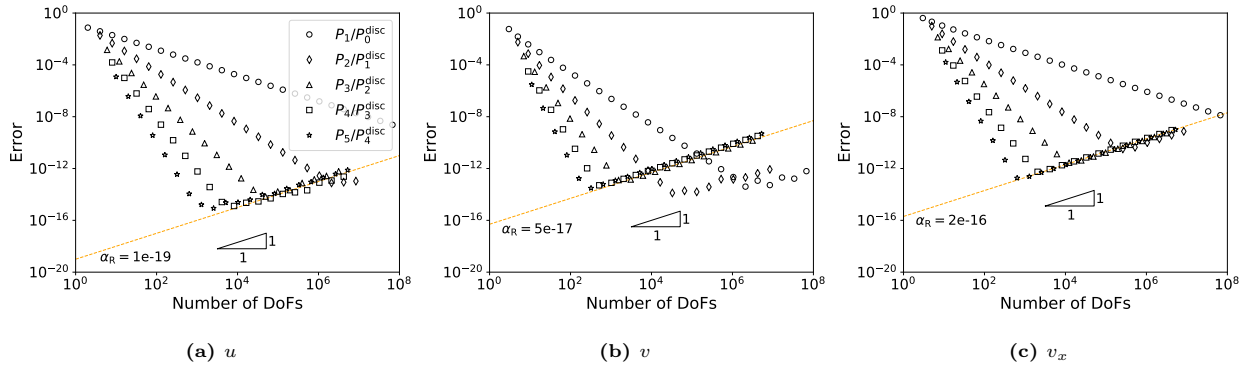 10^0
10^-4
10^-8
10^-12
10^-16
10^-20
Error
P_1/P_0^disc
P_2/P_1^disc
P_3/P_2^disc
P_4/P_3^disc
P_5/P_4^disc
α_R = 1e-19
1
1
10^0 10^2 10^4 10^6 10^8
Number of DoFs
(a) u
10^0
10^-4
10^-8
10^-12
10^-16
10^-20
Error
α_R = 5e-17
1
1
10^0 10^2 10^4 10^6 10^8
Number of DoFs
(b) v
10^0
10^-4
10^-8
10^-12
10^-16
10^-20
Error
α_R = 2e-16
1
1
10^0 10^2 10^4 10^6 10^8
Number of DoFs
(c) v_x